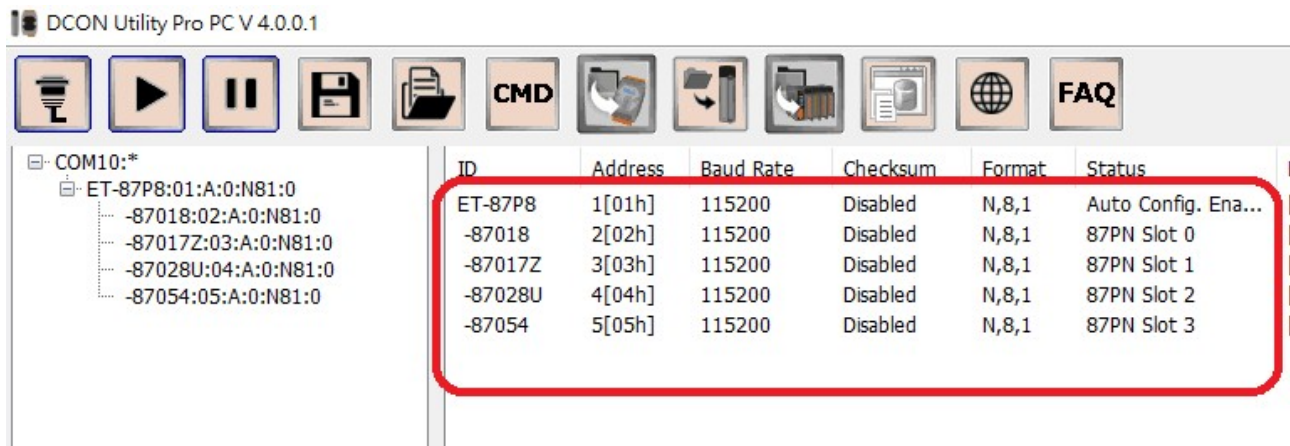 DCON Utility Pro PC V 4.0.0.1
CMD FAQ
COM10:*
ET-87P8:01:A:0:N81:0
-87018:02:A:0:N81:0
-87017Z:03:A:0:N81:0
-87028U:04:A:0:N81:0
-87054:05:A:0:N81:0
ID Address Baud Rate Checksum Format Status
ET-87P8 1[01h] 115200 Disabled N,8,1 Auto Config. Ena...
-87018 2[02h] 115200 Disabled N,8,1 87PN Slot 0
-87017Z 3[03h] 115200 Disabled N,8,1 87PN Slot 1
-87028U 4[04h] 115200 Disabled N,8,1 87PN Slot 2
-87054 5[05h] 115200 Disabled N,8,1 87PN Slot 3